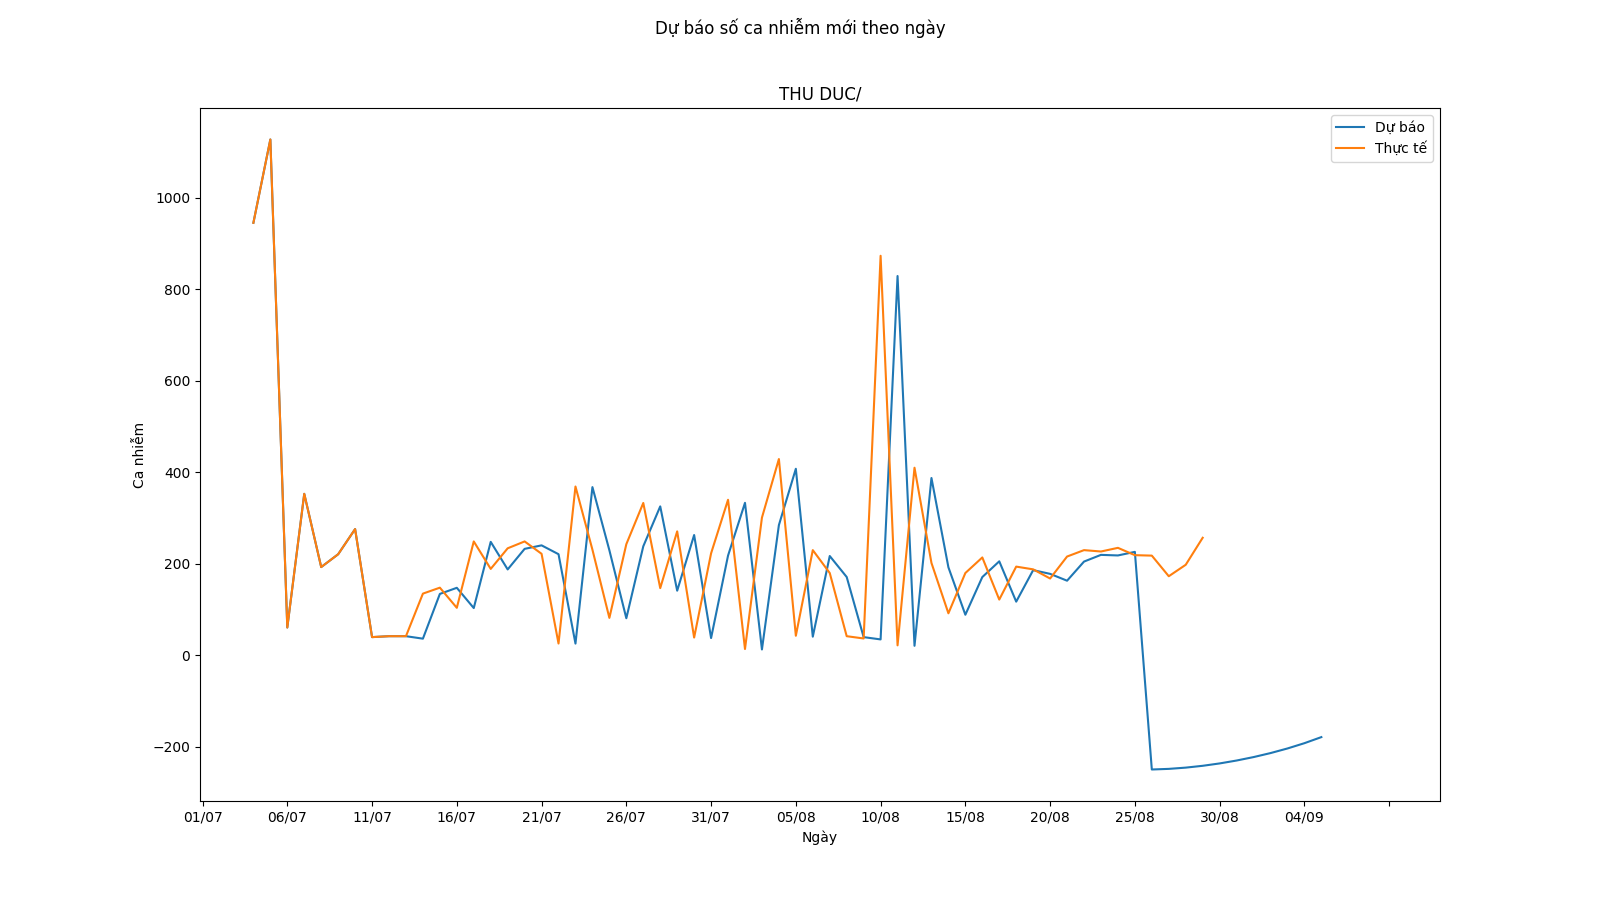 Dự báo số ca nhiễm mới theo ngày
THU DUC/
Dự báo
Thực tế
1000
800
600
400
200
0
−200
Ca nhiễm
01/07 06/07 11/07 16/07 21/07 26/07 31/07 05/08 10/08 15/08 20/08 25/08 30/08 04/09
Ngày